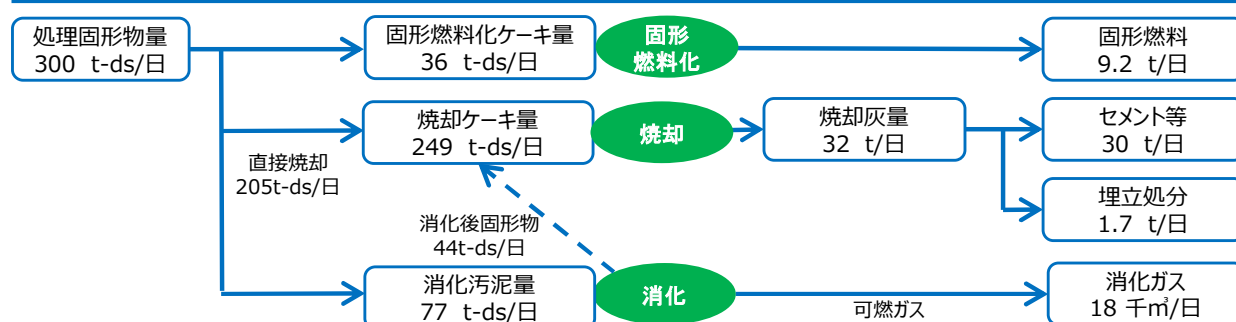 処理固形物量
300 t-ds/日
固形燃料化ケーキ量
36 t-ds/日
固形
燃料化
固形燃料
9.2 t/日
焼却ケーキ量
249 t-ds/日
焼却
焼却灰量
32 t/日
セメント等
30 t/日
直接焼却
205t-ds/日
埋立処分
1.7 t/日
消化後固形物
44t-ds/日
消化汚泥量
77 t-ds/日
消化
可燃ガス
消化ガス
18 千㎥/日